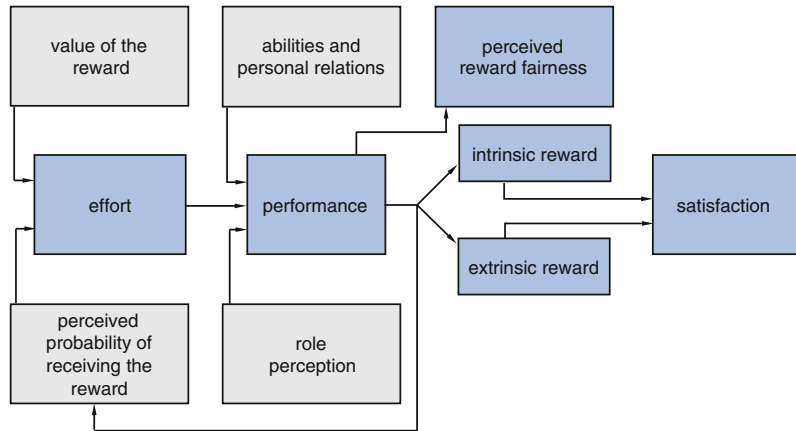 value of the
reward
abilities and
personal relations
perceived
reward fairness
effort
performance
intrinsic reward
extrinsic reward
satisfaction
perceived
probability of
receiving the
reward
role
perception